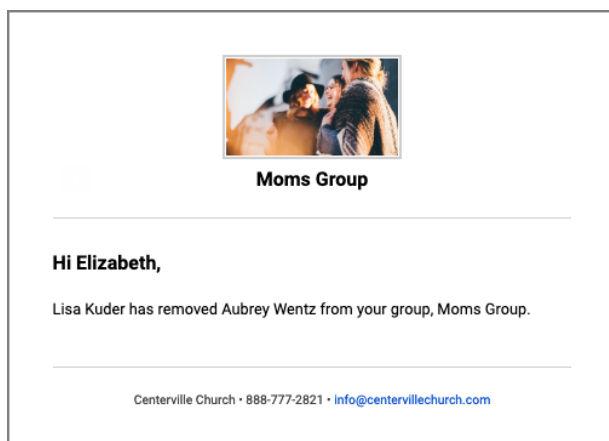 Moms Group
Hi Elizabeth,
Lisa Kuder has removed Aubrey Wentz from your group, Moms Group.
Centerville Church • 888-777-2821 • info@centervillechurch.com